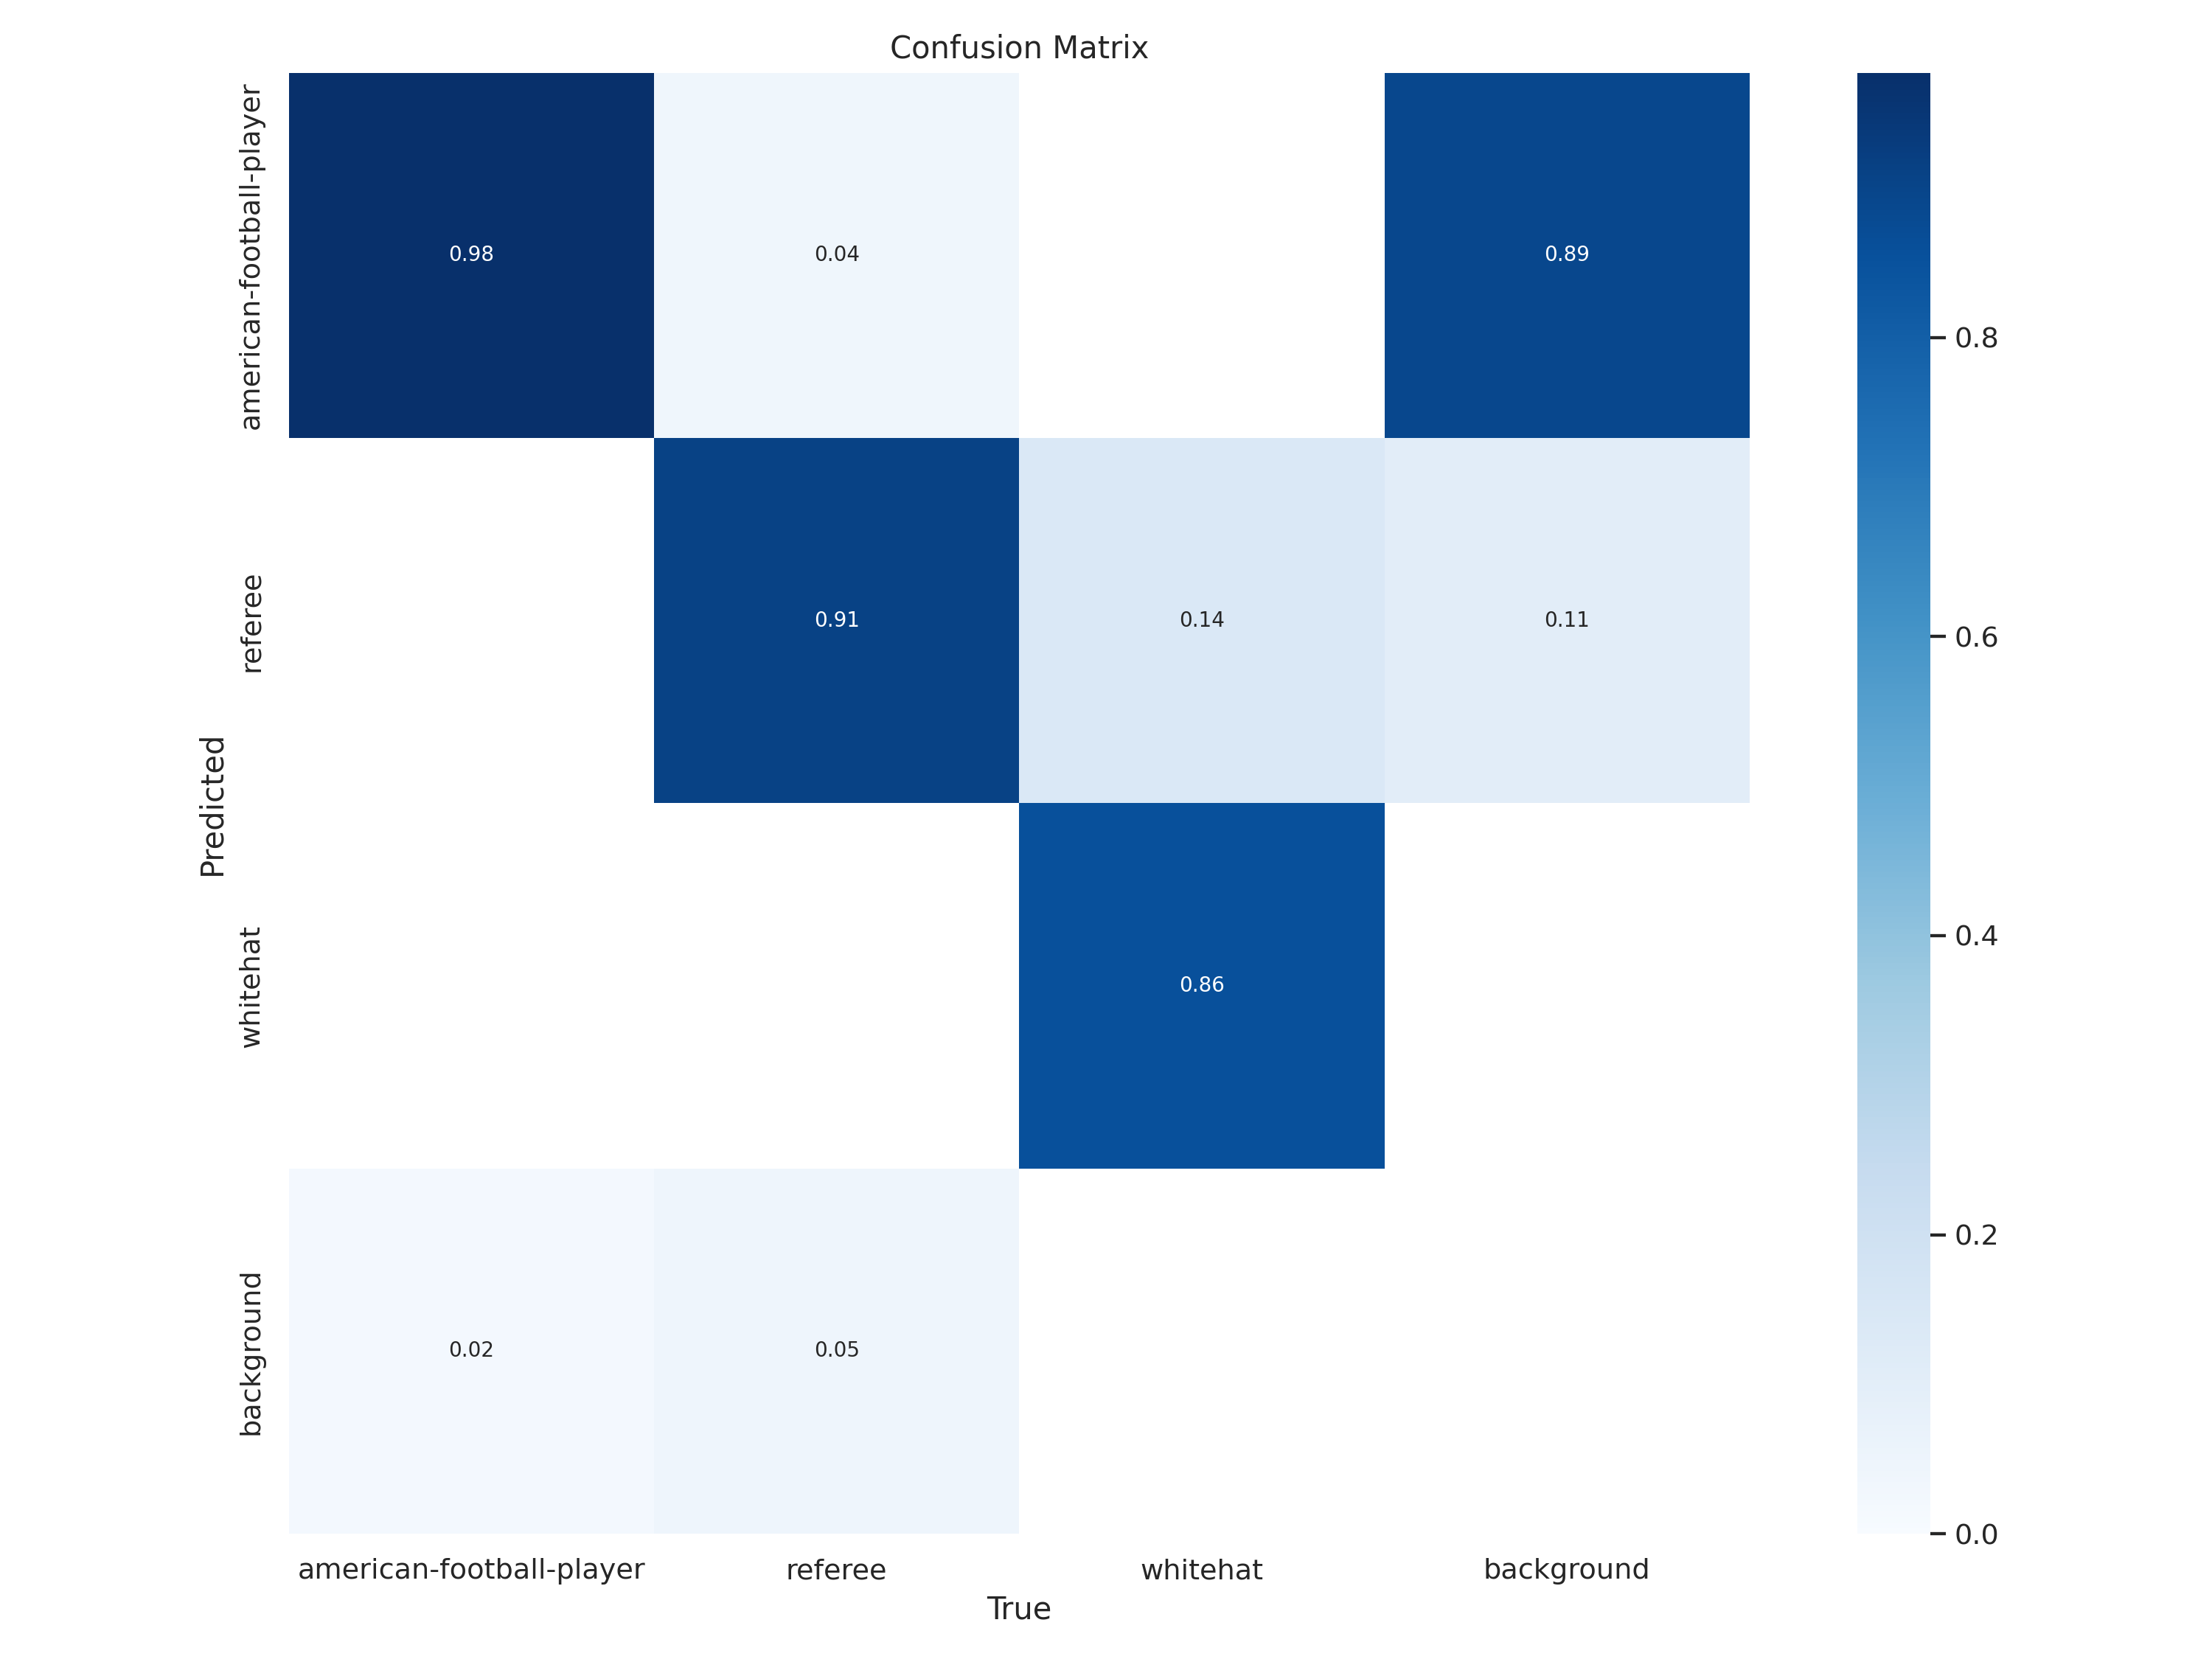 Confusion Matrix
american-football-player
0.98
0.04
0.89
0.8
referee
0.91
0.14
0.11
0.6
Predicted
whitehat
0.86
0.4
background
0.02
0.05
0.2
0.0
american-football-player
referee
whitehat
background
True